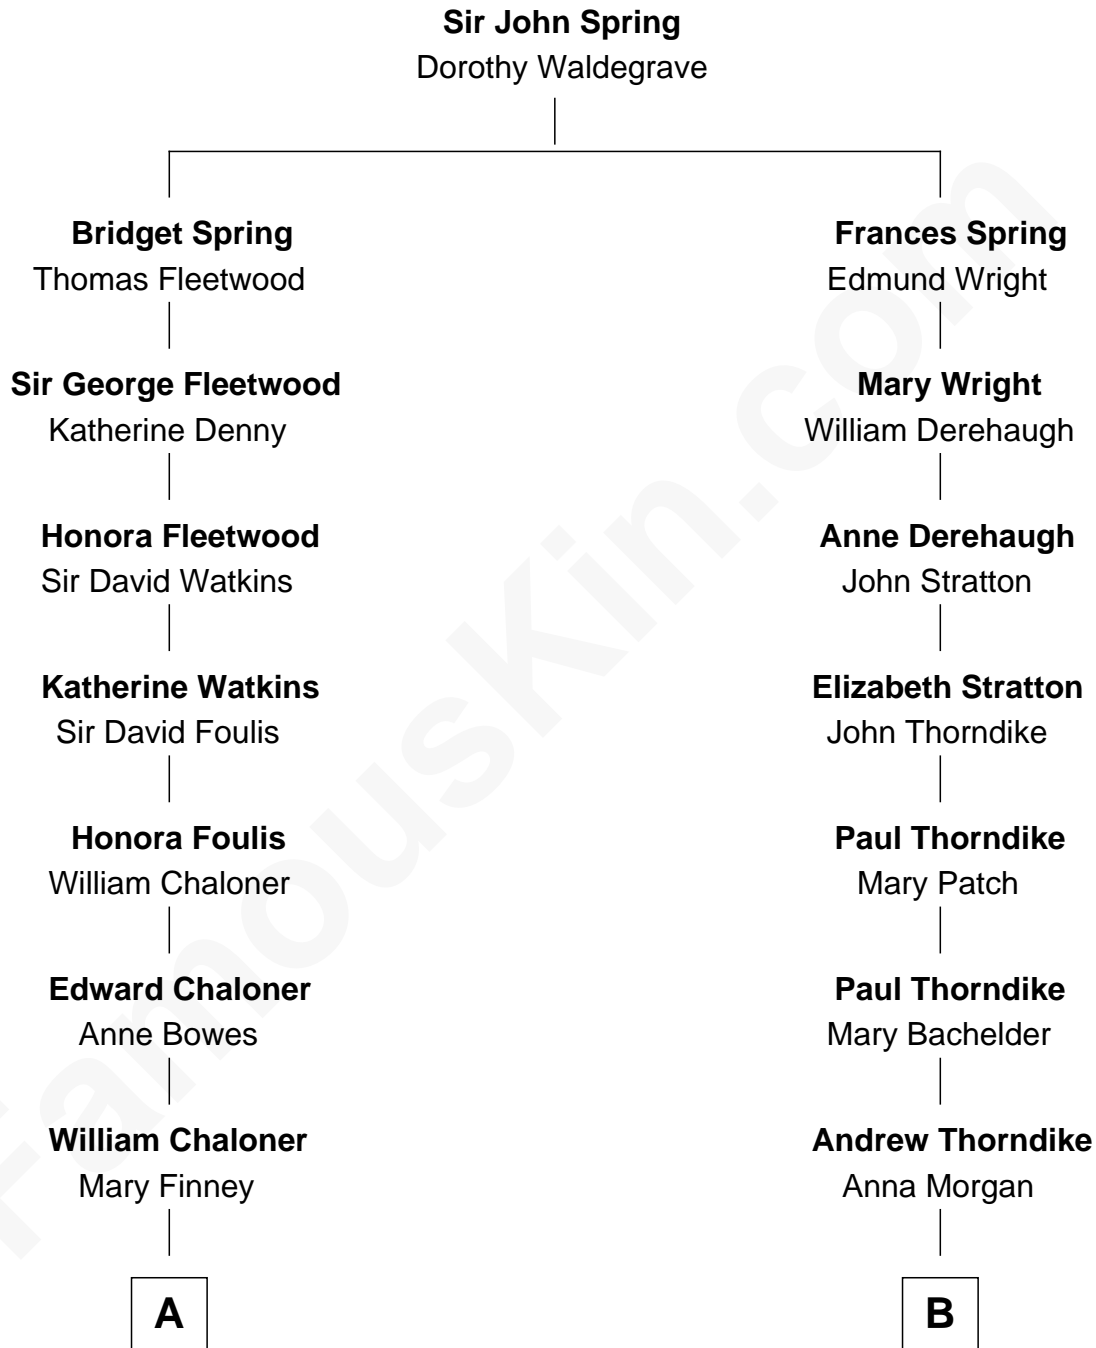 Sir John Spring
Dorothy Waldegrave
Bridget Spring
Thomas Fleetwood
Frances Spring
Edmund Wright
Sir George Fleetwood
Katherine Denny
Mary Wright
William Derehaugh
Honora Fleetwood
Sir David Watkins
Anne Derehaugh
John Stratton
Katherine Watkins
Sir David Foulis
Elizabeth Stratton
John Thorndike
Honora Foulis
William Chaloner
Paul Thorndike
Mary Patch
Edward Chaloner
Anne Bowes
Paul Thorndike
Mary Bachelder
William Chaloner
Mary Finney
Andrew Thorndike
Anna Morgan
A
B
FamousKin.com